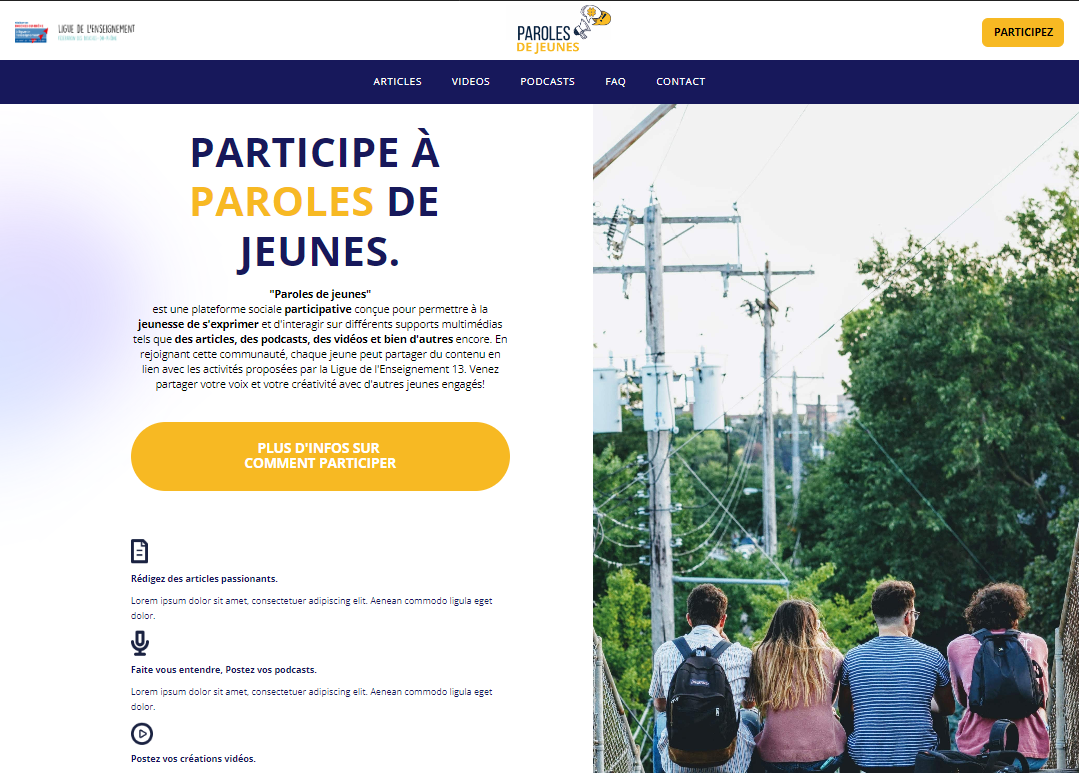 LIGUE DE L'ENSEIGNEMENT
PAROLES
DE JEUNES
PARTICIPEZ
ARTICLES VIDEOS PODCASTS FAQ CONTACT
PARTICIPE À
PAROLES DE
JEUNES.
"Paroles de jeunes"
est une plateforme sociale participative conçue pour permettre à la
jeunesse de s'exprimer et d'interagir sur différents supports multimédias
tels que des articles, des podcasts, des vidéos et bien d'autres encore. En
rejoignant cette communauté, chaque jeune peut partager du contenu en
lien avec les activités proposées par la Ligue de l'Enseignement 13. Venez
partager votre voix et votre créativité avec d'autres jeunes engagés!
PLUS D'INFOS SUR
COMMENT PARTICIPER
Rédigez des articles passionants.
Lorem ipsum dolor sit amet, consectetuer adipiscing elit. Aenean commodo ligula eget
dolor.
Faite vous entendre, Postez vos podcasts.
Lorem ipsum dolor sit amet, consectetuer adipiscing elit. Aenean commodo ligula eget
dolor.
Postez vos créations vidéos.